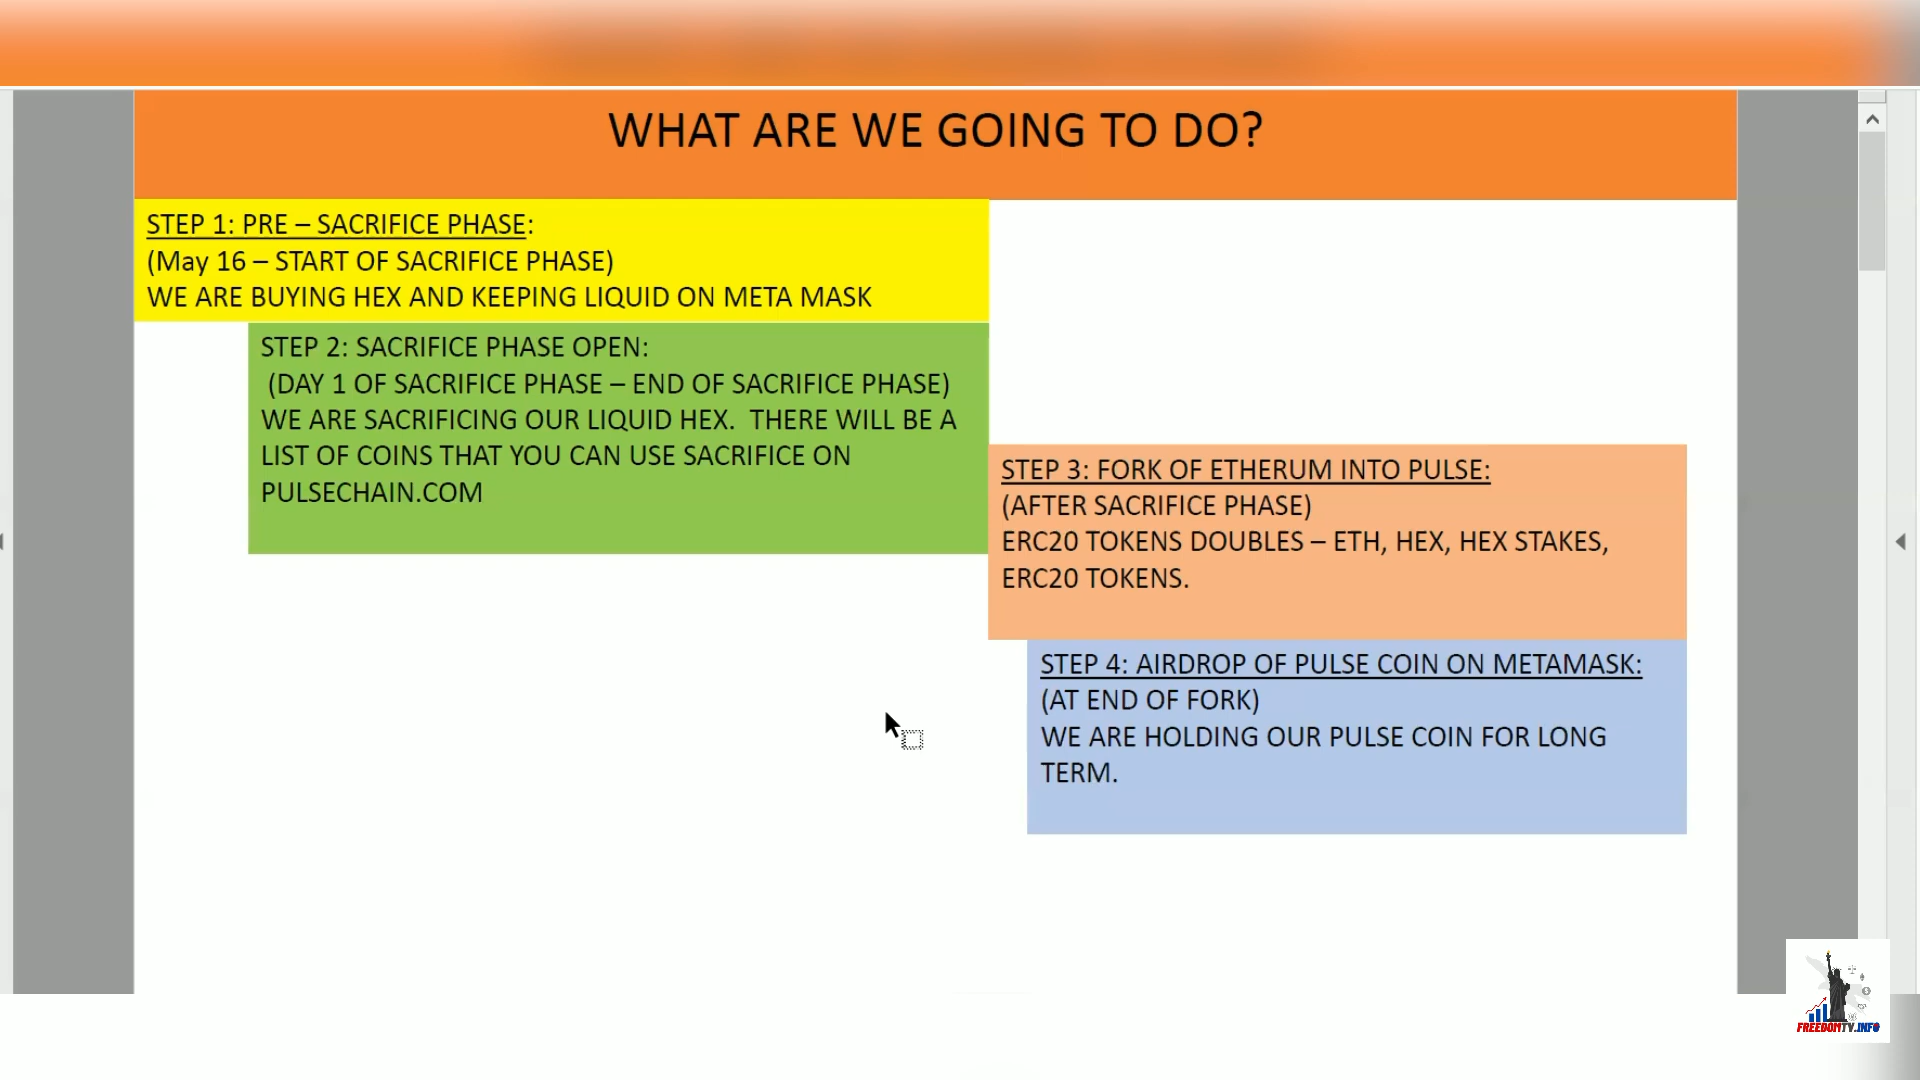 WHAT ARE WE GOING TO DO?
STEP 1: PRE – SACRIFICE PHASE:
(May 16 – START OF SACRIFICE PHASE)
WE ARE BUYING HEX AND KEEPING LIQUID ON META MASK
STEP 2: SACRIFICE PHASE OPEN:
(DAY 1 OF SACRIFICE PHASE – END OF SACRIFICE PHASE)
WE ARE SACRIFICING OUR LIQUID HEX.  THERE WILL BE A
LIST OF COINS THAT YOU CAN USE SACRIFICE ON
PULSECHAIN.COM
STEP 3: FORK OF ETHERUM INTO PULSE:
(AFTER SACRIFICE PHASE)
ERC20 TOKENS DOUBLES – ETH, HEX, HEX STAKES,
ERC20 TOKENS.
STEP 4: AIRDROP OF PULSE COIN ON METAMASK:
(AT END OF FORK)
WE ARE HOLDING OUR PULSE COIN FOR LONG
TERM.
FREEDOMTV.INFO